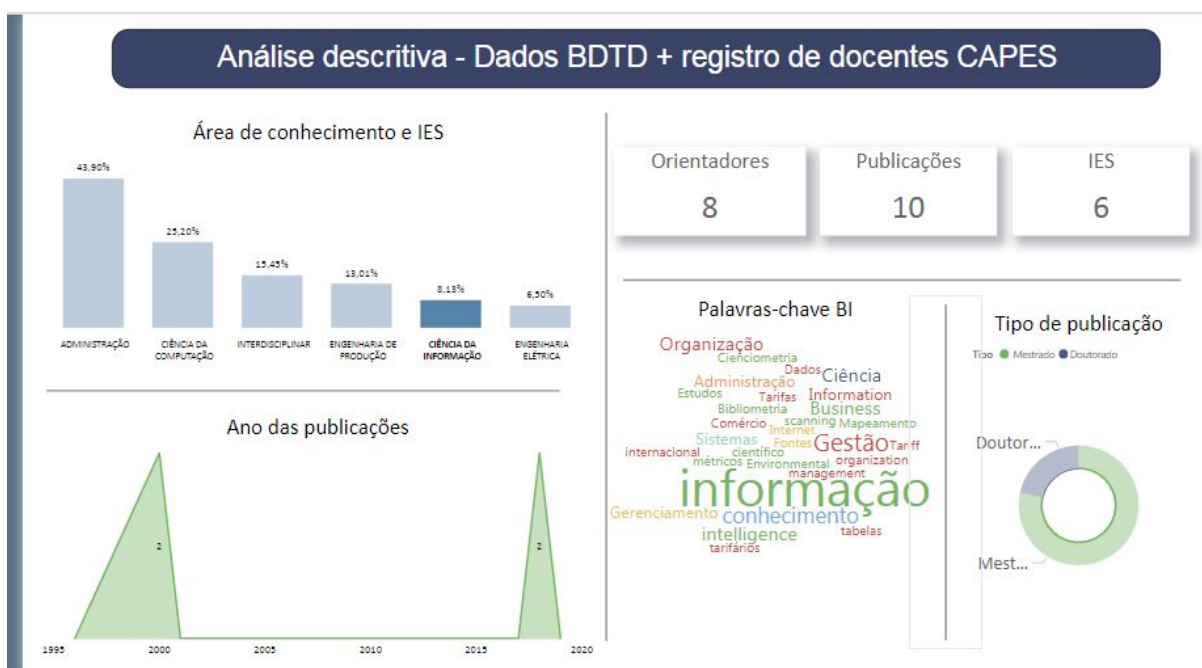 Análise descritiva - Dados BDTD + registro de docentes CAPES
Área de conhecimento e IES
43,90%
25,20%
15,45%
13,01%
8,13%
6,50%
ADMINISTRAÇÃO
CIÊNCIA DA
COMPUTAÇÃO
INTERDISCIPLINAR
ENGENHARIA DE
PRODUÇÃO
CIÊNCIA DA
INFORMAÇÃO
ENGENHARIA
ELÉTRICA
Ano das publicações
2
2
1995 2000 2005 2010 2015 2020
Orientadores
8
Publicações
10
IES
6
Palavras-chave BI
Organização
Cienciometria
Dados
Ciência
Administração
Estudos
Tarifas
Information
Bibliometria
Business
Comércio
scanning
Mapeamento
Internet
Sistemas
Fontes
Gestão
Tariff
internacional
científico
métricos
Environmental
organization
management
informação
Gerenciamento
conhecimento
intelligence
tabelas
tarifários
Tipo de publicação
Tipo Mestrado Doutorado
Doutor...
Mest...